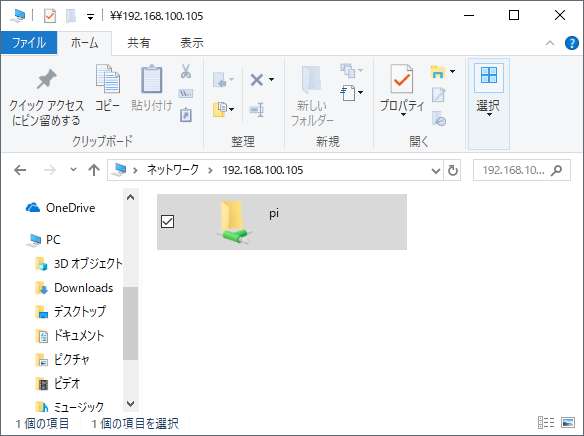 ¥¥192.168.100.105
ファイル ホーム 共有 表示
クイック アクセス
にピン留めする
コピー
貼り付け
新しい
フォルダー
プロパティ
選択
クリップボード 整理 新規 開く
ネットワーク 192.168.100.105
192.168.10...
OneDrive
PC
3D オブジェクト
Downloads
デスクトップ
ドキュメント
ピクチャ
ビデオ
ミュージック
pi
1 個の項目 1 個の項目を選択